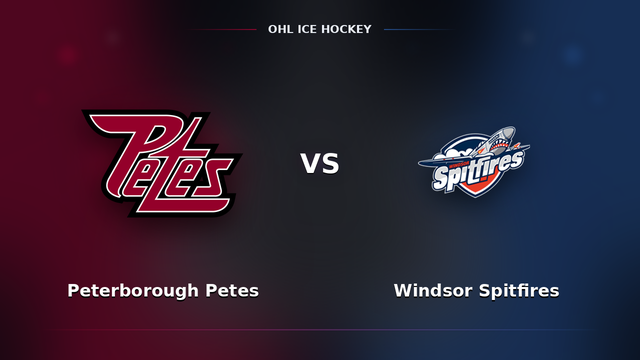 OHL ICE HOCKEY
Petes
VS
Spitfires
Peterborough Petes
Windsor Spitfires